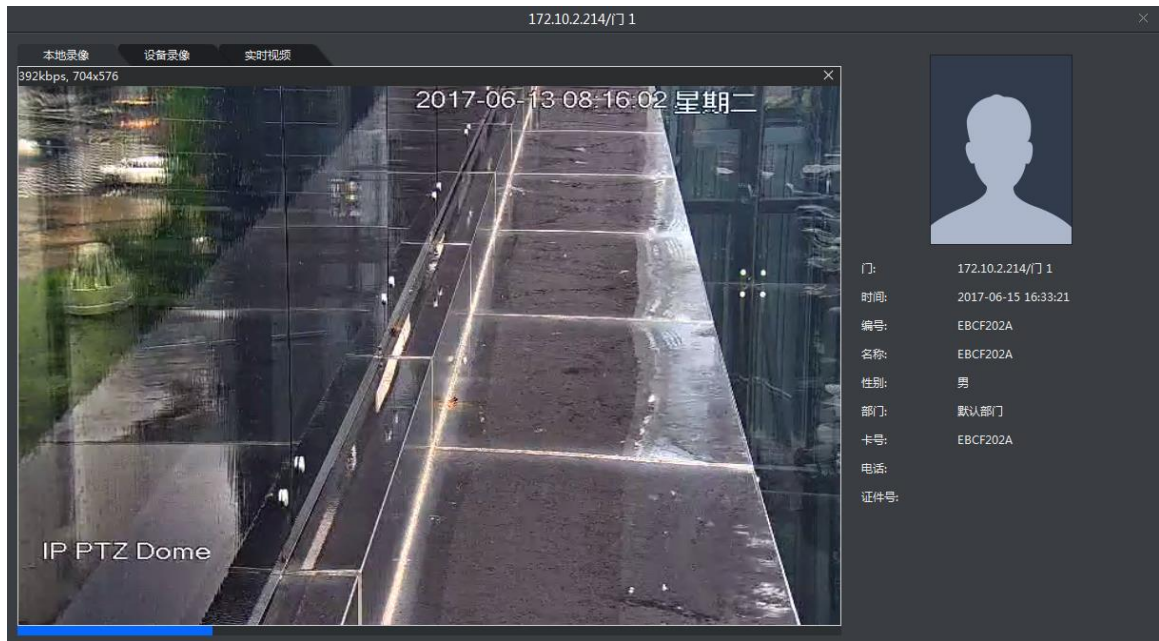 172.10.2.214/门 1
本地录像 设备录像 实时视频
392kbps, 704x576
2017-06-13 08:16:02 星期二
IP PTZ Dome
门: 172.10.2.214/门 1
时间: 2017-06-15 16:33:21
编号: EBCF202A
名称: EBCF202A
性别: 男
部门: 默认部门
卡号: EBCF202A
电话:
证件号: